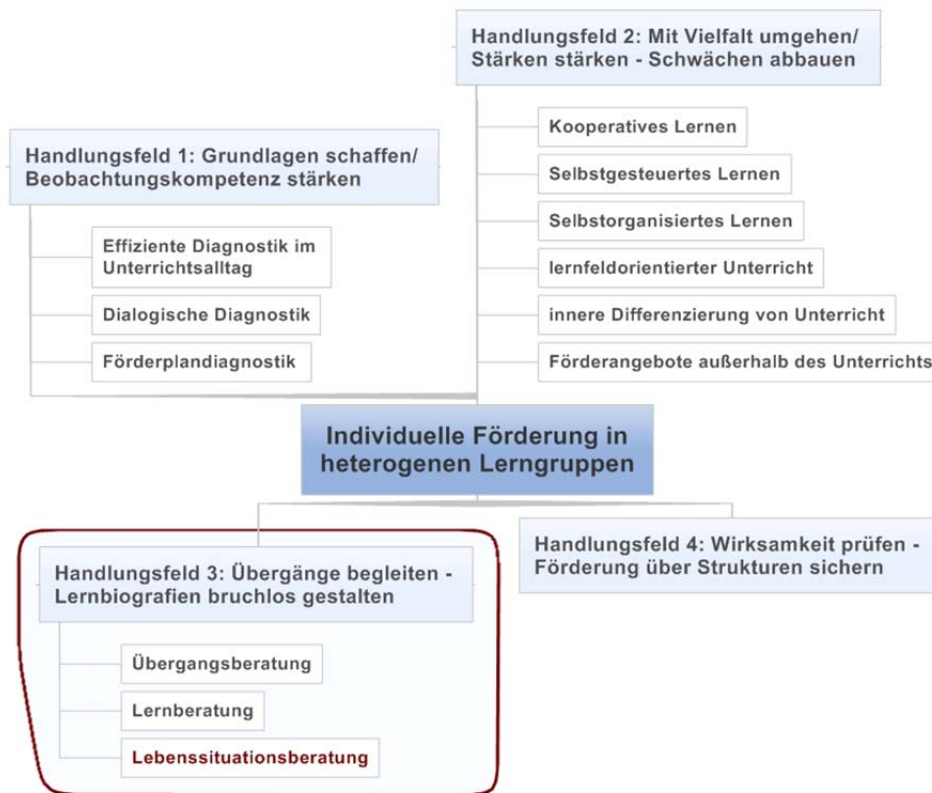 Handlungsfeld 2: Mit Vielfalt umgehen/
Stärken stärken - Schwächen abbauen
Kooperatives Lernen
Selbstgesteuertes Lernen
Selbstorganisiertes Lernen
lernfeldorientierter Unterricht
innere Differenzierung von Unterricht
Förderangebote außerhalb des Unterrichts
Handlungsfeld 1: Grundlagen schaffen/
Beobachtungskompetenz stärken
Effiziente Diagnostik im
Unterrichtsalltag
Dialogische Diagnostik
Förderplandiagnostik
Individuelle Förderung in
heterogenen Lerngruppen
Handlungsfeld 3: Übergänge begleiten -
Lernbiografien bruchlos gestalten
Übergangsberatung
Lernberatung
Lebenssituationsberatung
Handlungsfeld 4: Wirksamkeit prüfen -
Förderung über Strukturen sichern